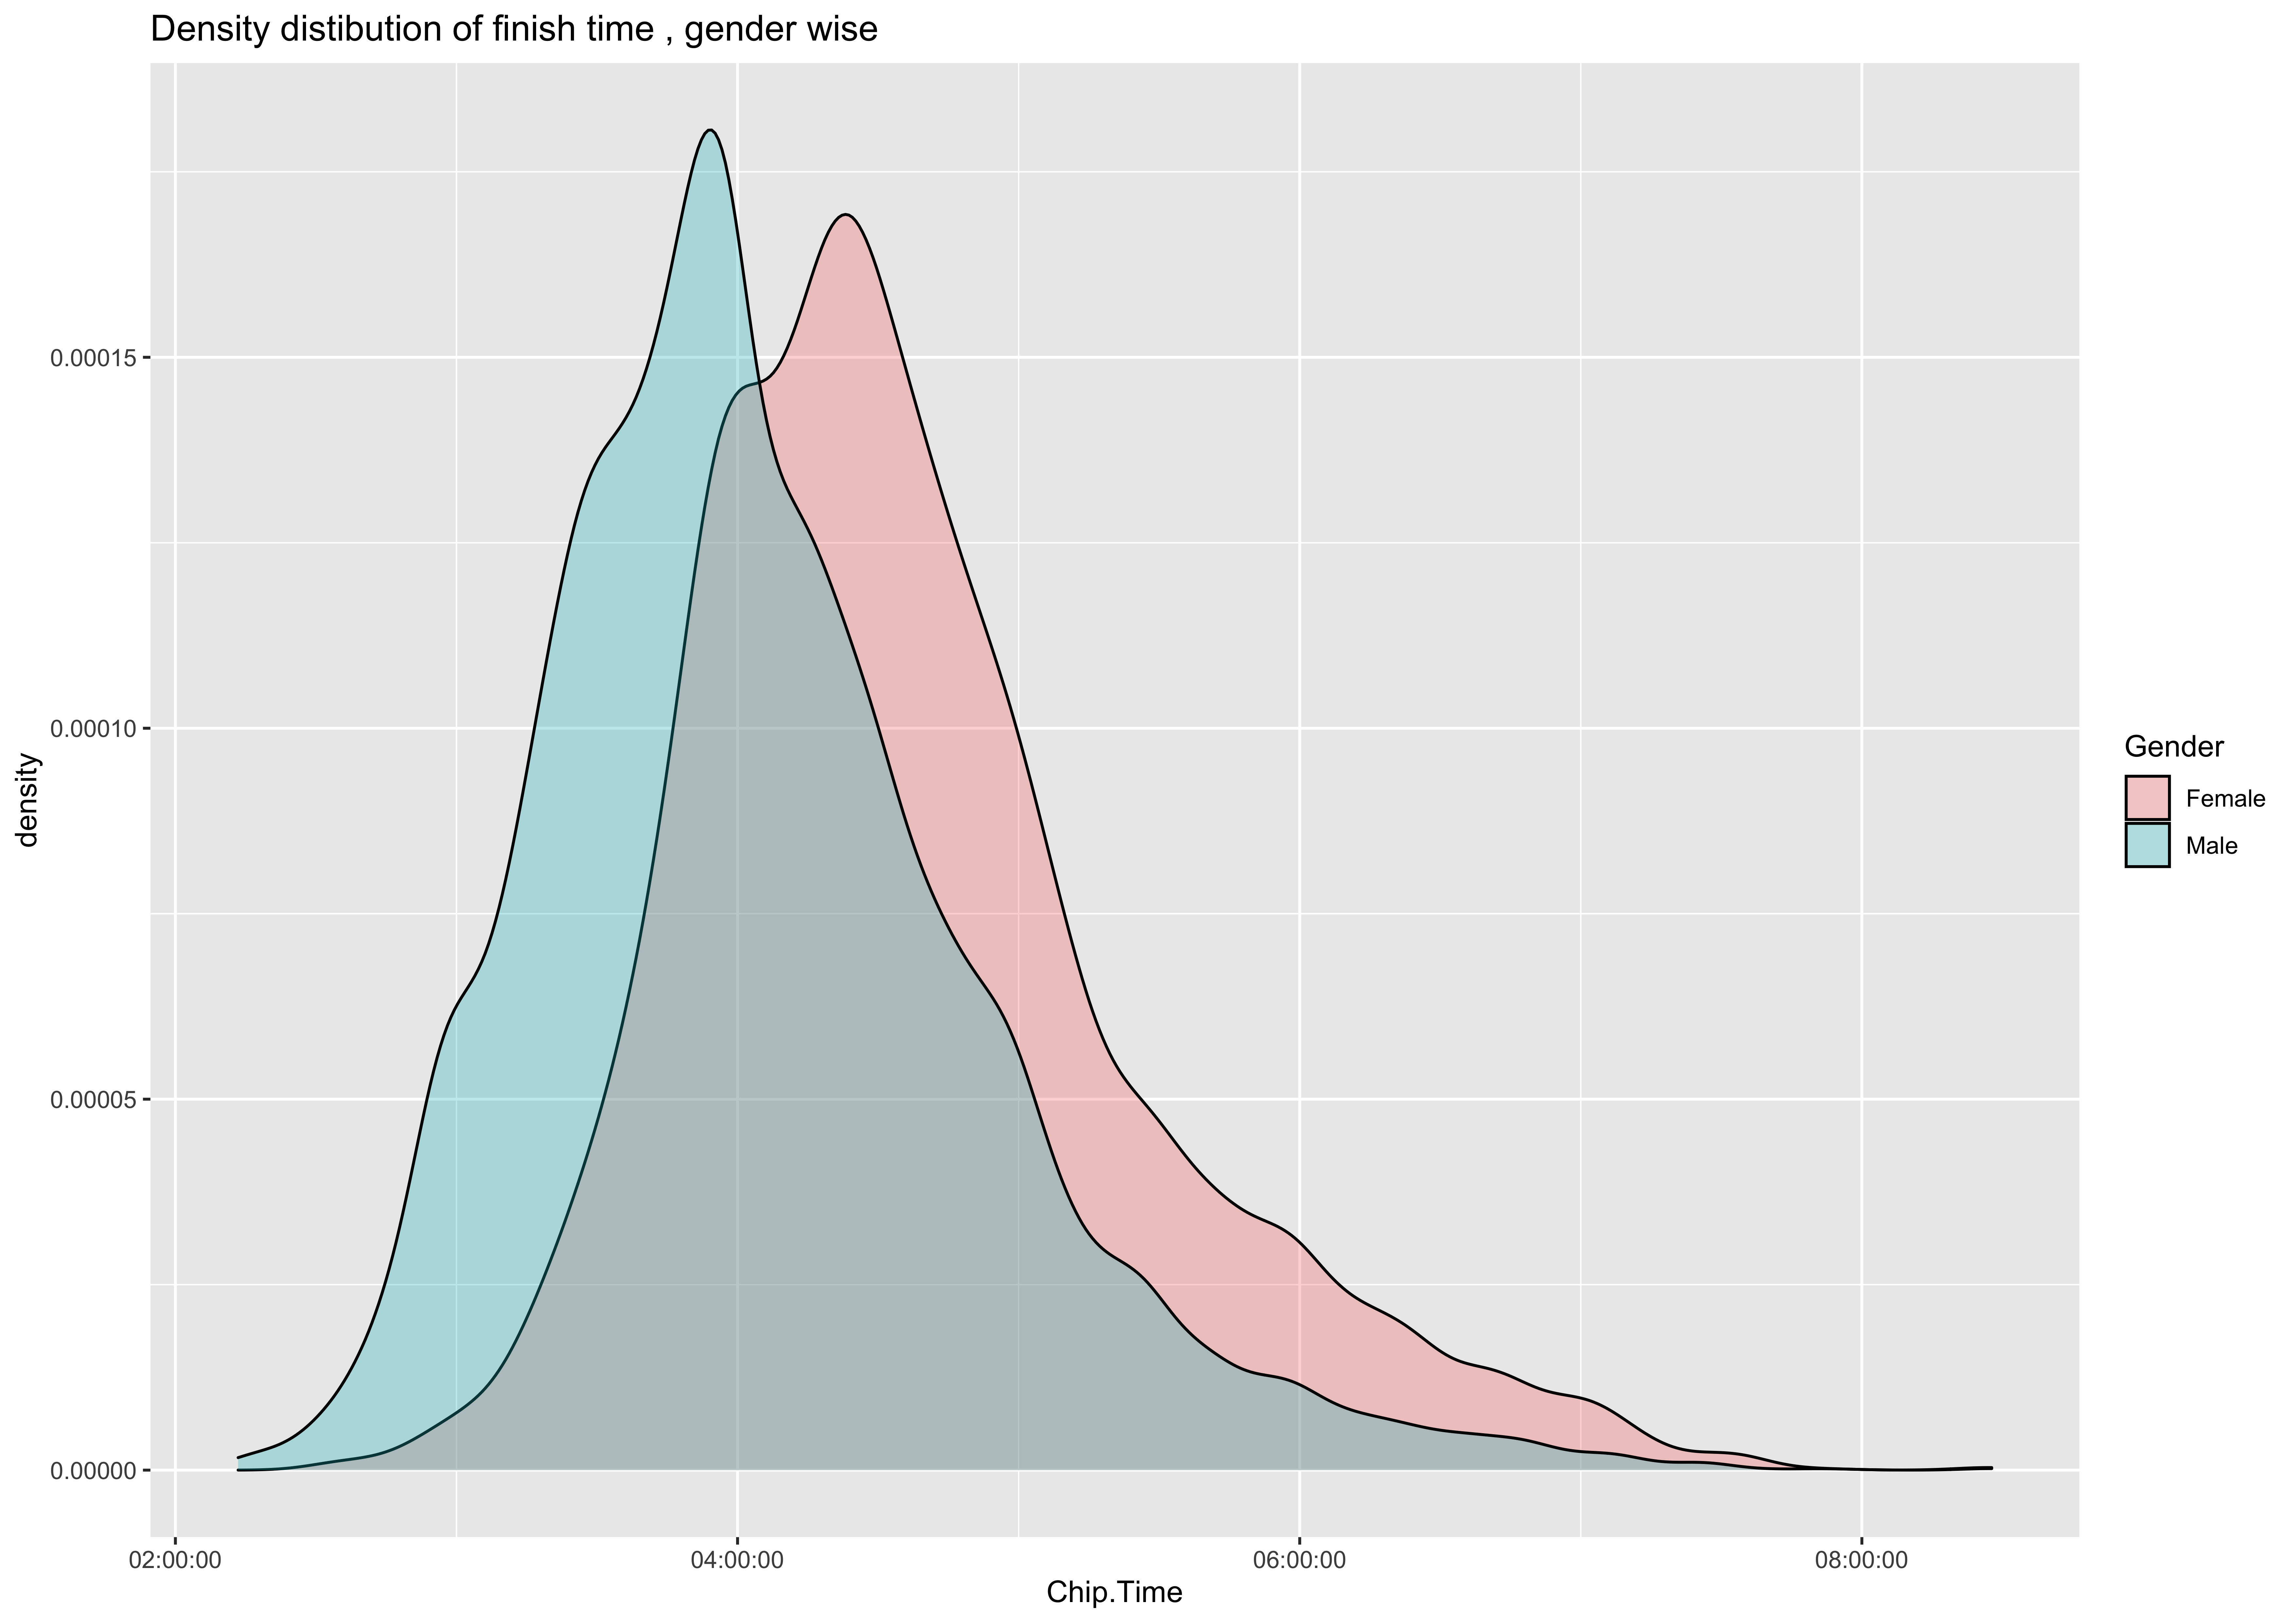 Density distibution of finish time , gender wise
0.00015
0.00010
0.00005
0.00000
density
02:00:00
04:00:00
06:00:00
08:00:00
Chip.Time
Gender
Female
Male